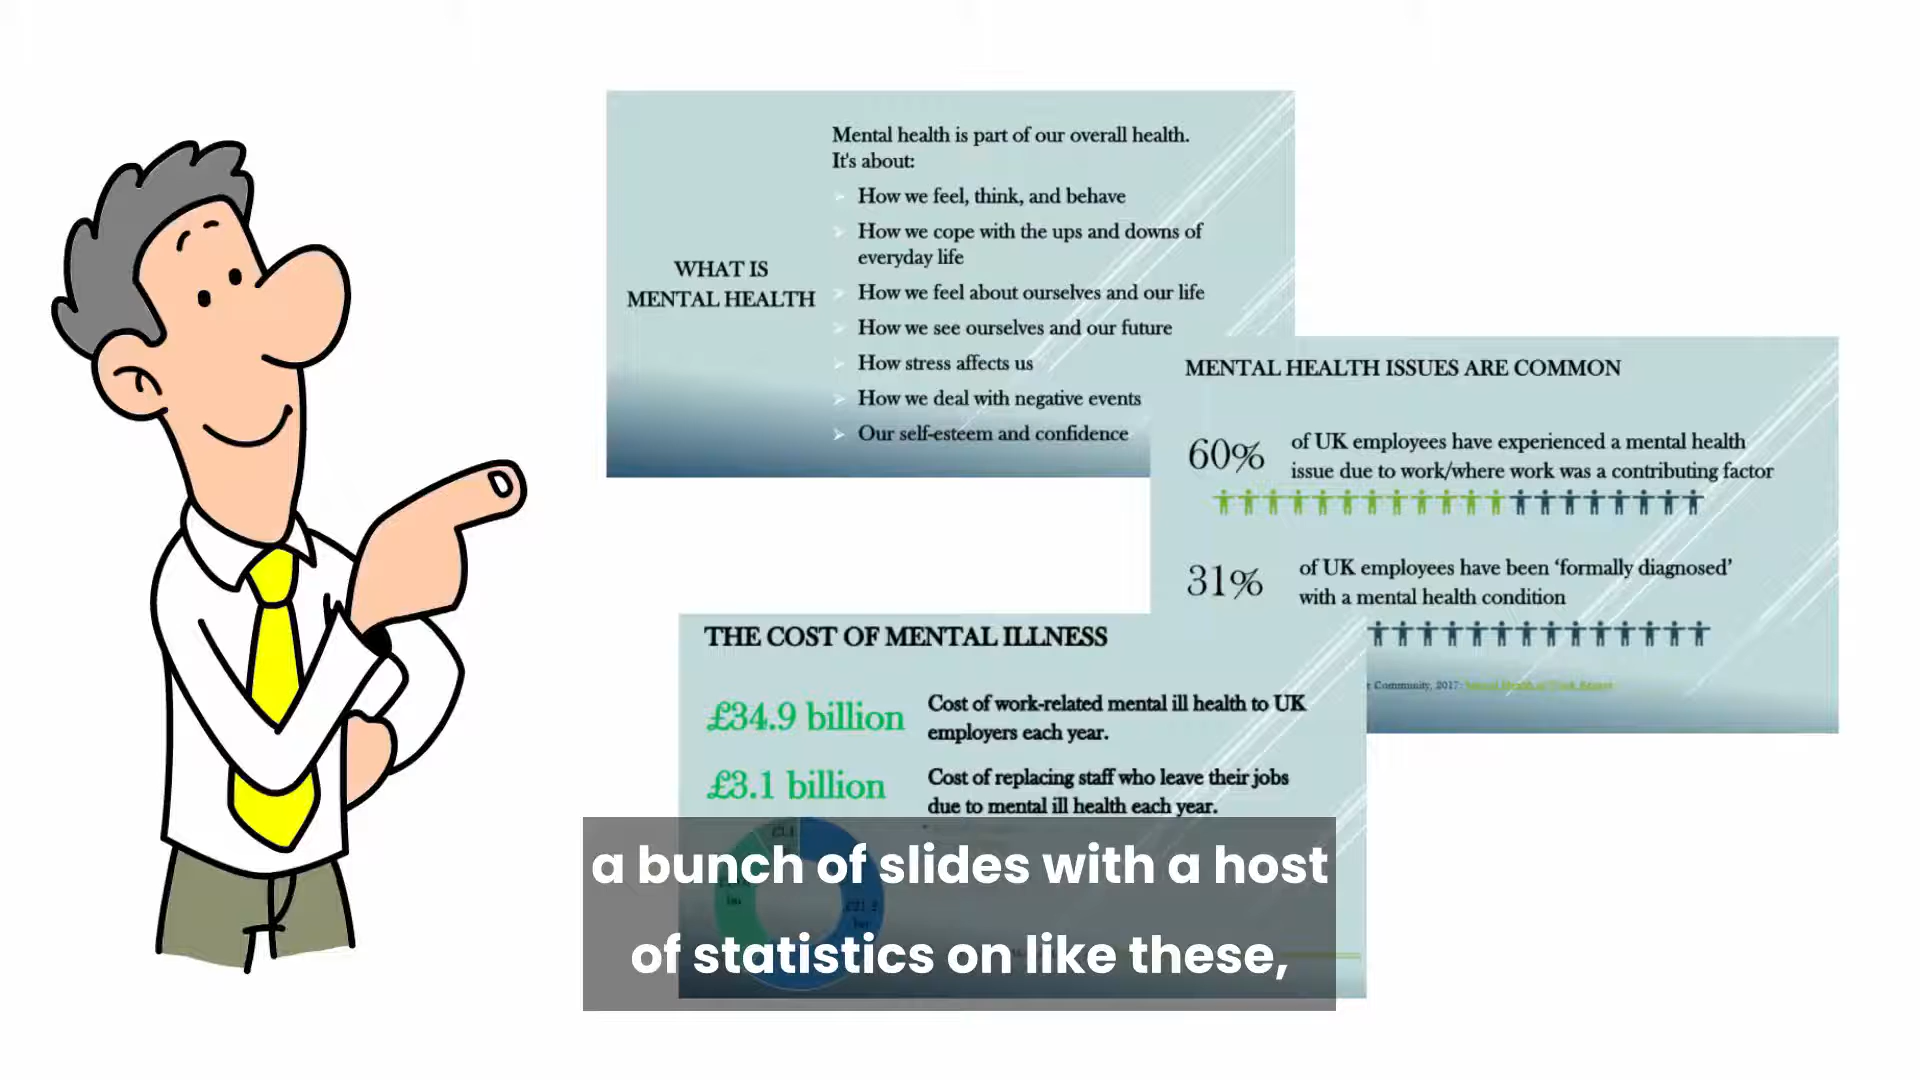 Mental health is part of our overall health.
It's about:
How we feel, think, and behave
How we cope with the ups and downs of
everyday life
How we feel about ourselves and our life
How we see ourselves and our future
How stress affects us
How we deal with negative events
Our self-esteem and confidence
WHAT IS
MENTAL HEALTH
MENTAL HEALTH ISSUES ARE COMMON
60%
of UK employees have experienced a mental health
issue due to work/where work was a contributing factor
31%
of UK employees have been ‘formally diagnosed’
with a mental health condition
Community, 2017:
THE COST OF MENTAL ILLNESS
£34.9 billion
Cost of work-related mental ill health to UK
employers each year.
£3.1 billion
Cost of replacing staff who leave their jobs
due to mental ill health each year.
a bunch of slides with a host
of statistics on like these,